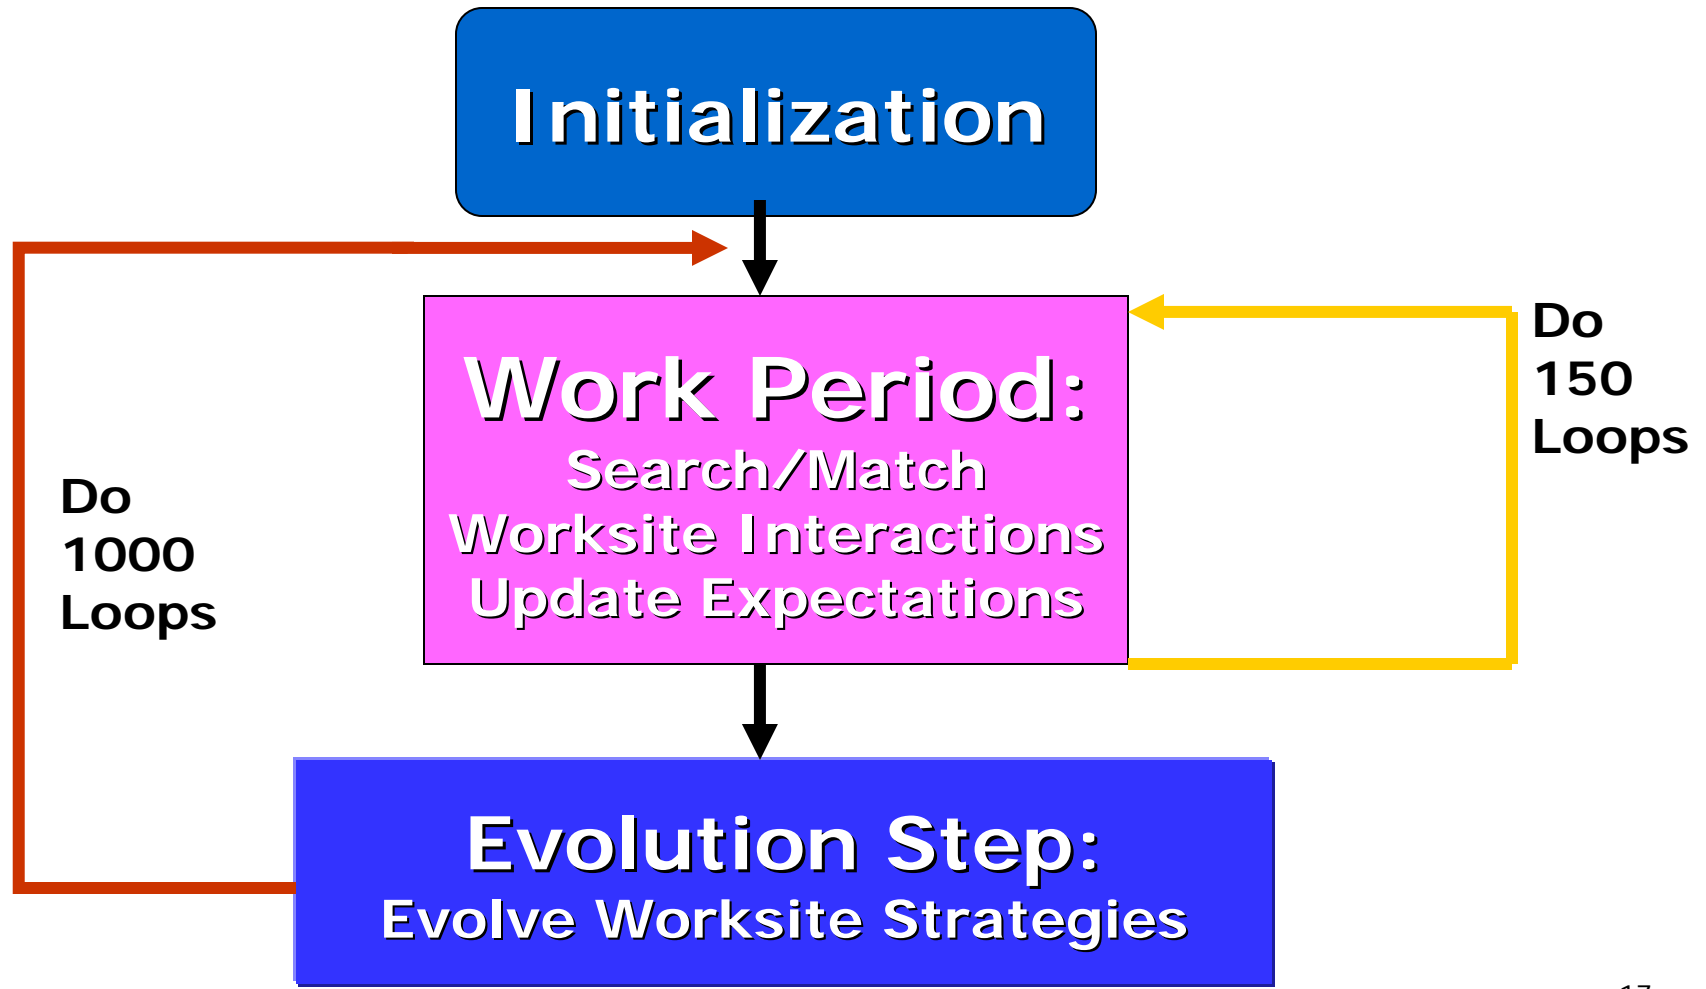 Initialization
Work Period:
Search/Match
Worksite Interactions
Update Expectations
Do
150
Loops
Do
1000
Loops
Evolution Step:
Evolve Worksite Strategies
17